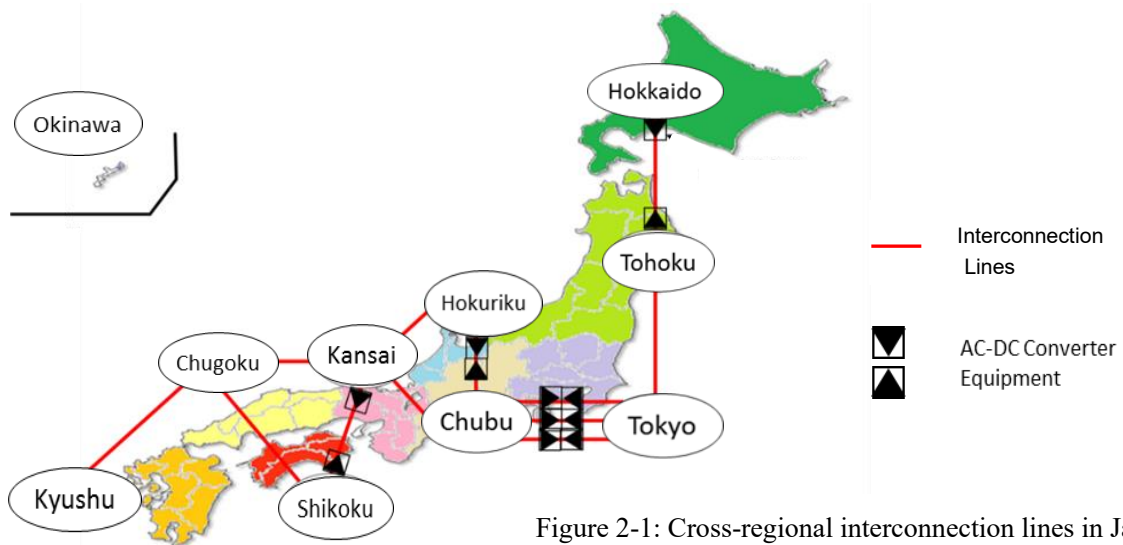 Hokkaido
Okinawa
Interconnection
Lines
Tohoku
Hokuriku
Kansai
Chugoku
AC-DC Converter
Equipment
Chubu
Tokyo
Kyushu
Shikoku
Figure 2-1: Cross-regional interconnection lines in